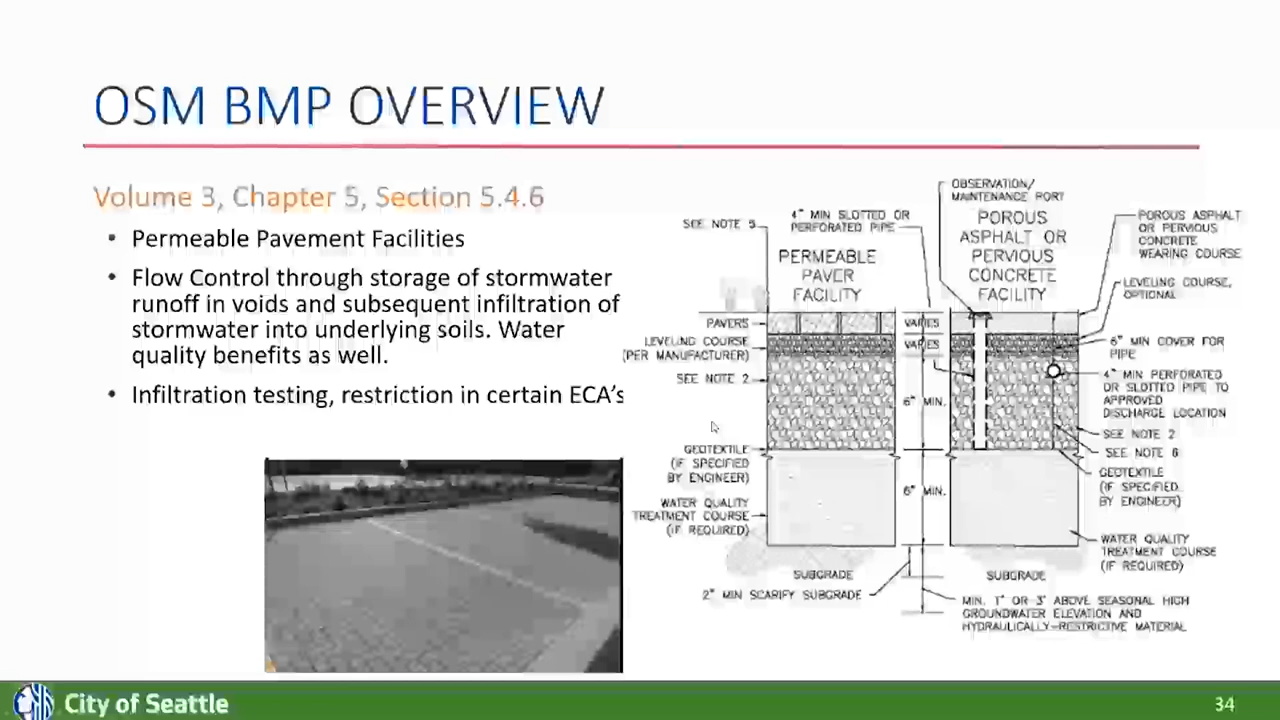 OSM BMP OVERVIEW
Volume 3, Chapter 5, Section 5.4.6
• Permeable Pavement Facilities
• Flow Control through storage of stormwater
runoff in voids and subsequent infiltration of
stormwater into underlying soils. Water
quality benefits as well.
• Infiltration testing, restriction in certain ECA's
SEE NOTE 5
4" MIN SLOTTED OR
PERFORATED PIPE
PERMEABLE
PAVER
FACILITY
OBSERVATION/
MAINTENANCE PORT
POROUS
ASPHALT OR
PERVIOUS
CONCRETE
FACILITY
POROUS ASPHALT
OR PERVIOUS
CONCRETE
WEARING COURSE
LEVELING COURSE,
OPTIONAL
PAVERS
VARIES
LEVELING COURSE
(PER MANUFACTURER)
VARIES
6" MIN COVER FOR
PIPE
SEE NOTE 2
6" MIN.
4" MIN PERFORATED
OR SLOTTED PIPE TO
APPROVED
DISCHARGE LOCATION
SEE NOTE 2
SEE NOTE 6
GEOTEXTILE
(IF SPECIFIED
BY ENGINEER)
GEOTEXTILE
(IF SPECIFIED
BY ENGINEER)
6" MIN.
WATER QUALITY
TREATMENT COURSE
(IF REQUIRED)
WATER QUALITY
TREATMENT COURSE
(IF REQUIRED)
SUBGRADE
SUBGRADE
2" MIN SCARIFY SUBGRADE
MIN. 1' OR 3' ABOVE SEASONAL HIGH
GROUNDWATER ELEVATION AND
HYDRAULICALLY-RESTRICTIVE MATERIAL
City of Seattle
34